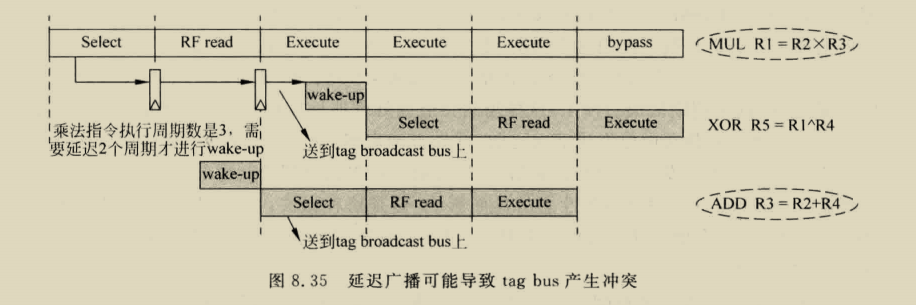 Select RF read Execute Execute Execute bypass MUL R1=R2×R3
wake-up
Select RF read Execute XOR R5=R1^R4
乘法指令执行周期数是3，需
要延迟2个周期才进行wake-up
送到tag broadcast bus上
wake-up
Select RF read Execute ADD R3=R2+R4
送到tag broadcast bus上
图 8.35 延迟广播可能导致 tag bus 产生冲突